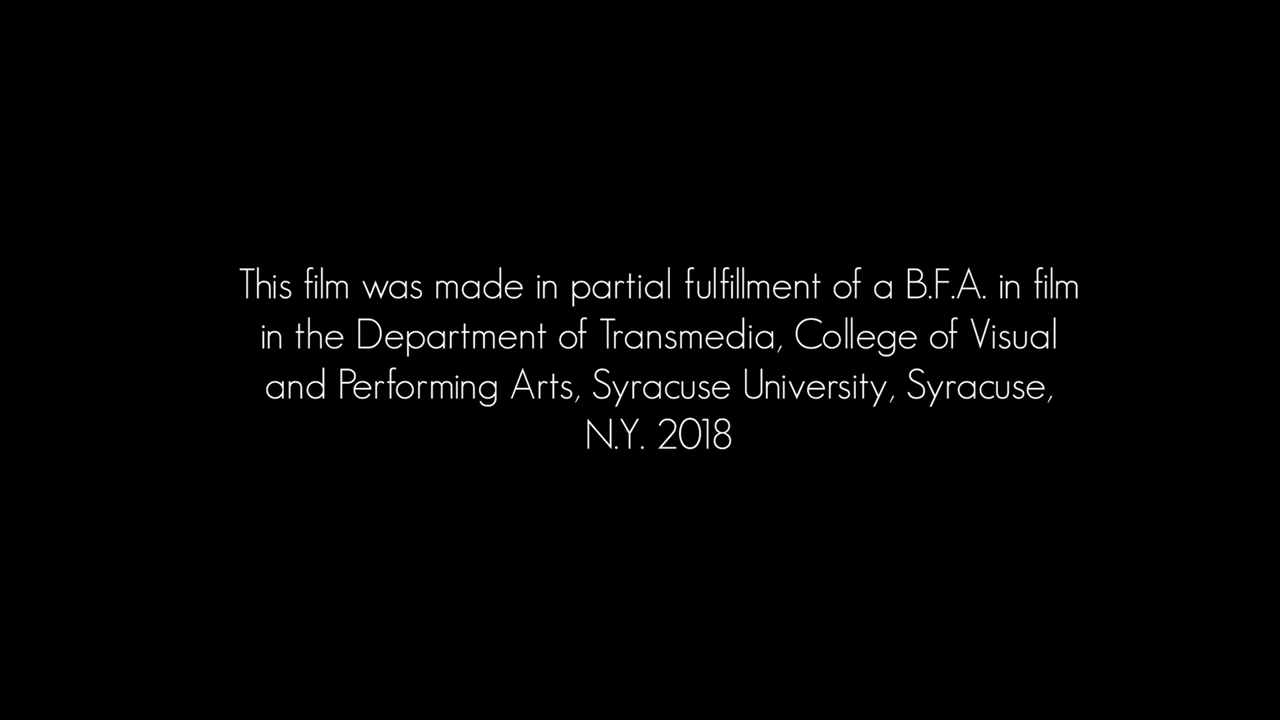 This film was made in partial fulfillment of a B.F.A. in film
in the Department of Transmedia, College of Visual
and Performing Arts, Syracuse University, Syracuse,
N.Y. 2018